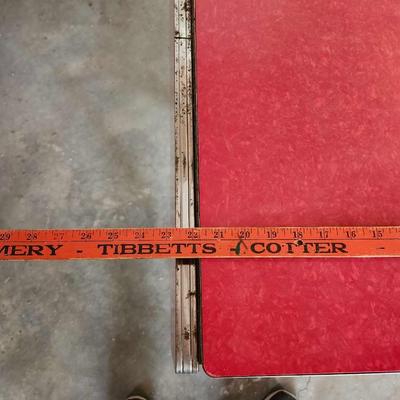 29 28 27 26 25 24 23 22 21 20 19 18 17 16 15
MERY - TIBBETTS & COTTER -